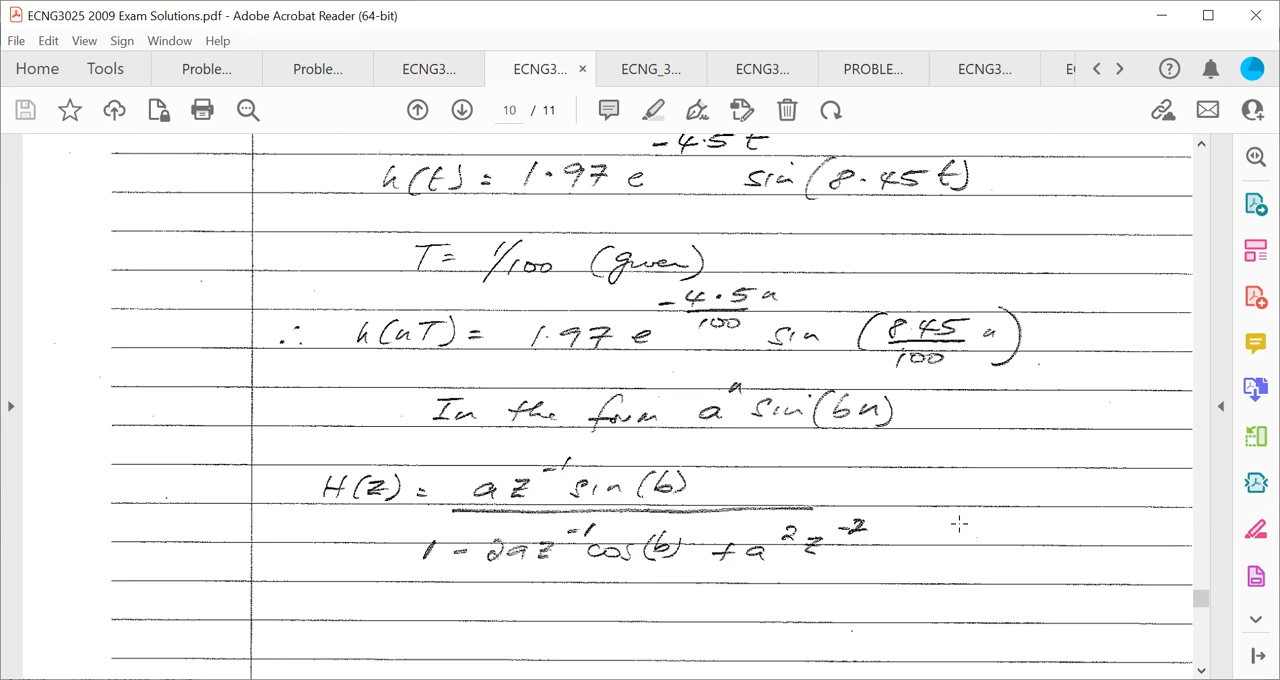 ECNG3025 2009 Exam Solutions.pdf - Adobe Acrobat Reader (64-bit)
File Edit View Sign Window Help
Home Tools Proble... Proble... ECNG3... ECNG3... × ECNG_3... ECNG3... PROBLE... ECNG3... E(
10 / 11
h(t) = 1.97 e^(-4.5t) sin(8.45t)
T = 1/100 (given)
∴ h(nT) = 1.97 e^(-4.5n/100) sin(8.45/100 n)
In the form a^n sin(bn)
H(Z) = az^-1 sin(b)
1 - 2az^-1 cos(b) + a^2 z^-2